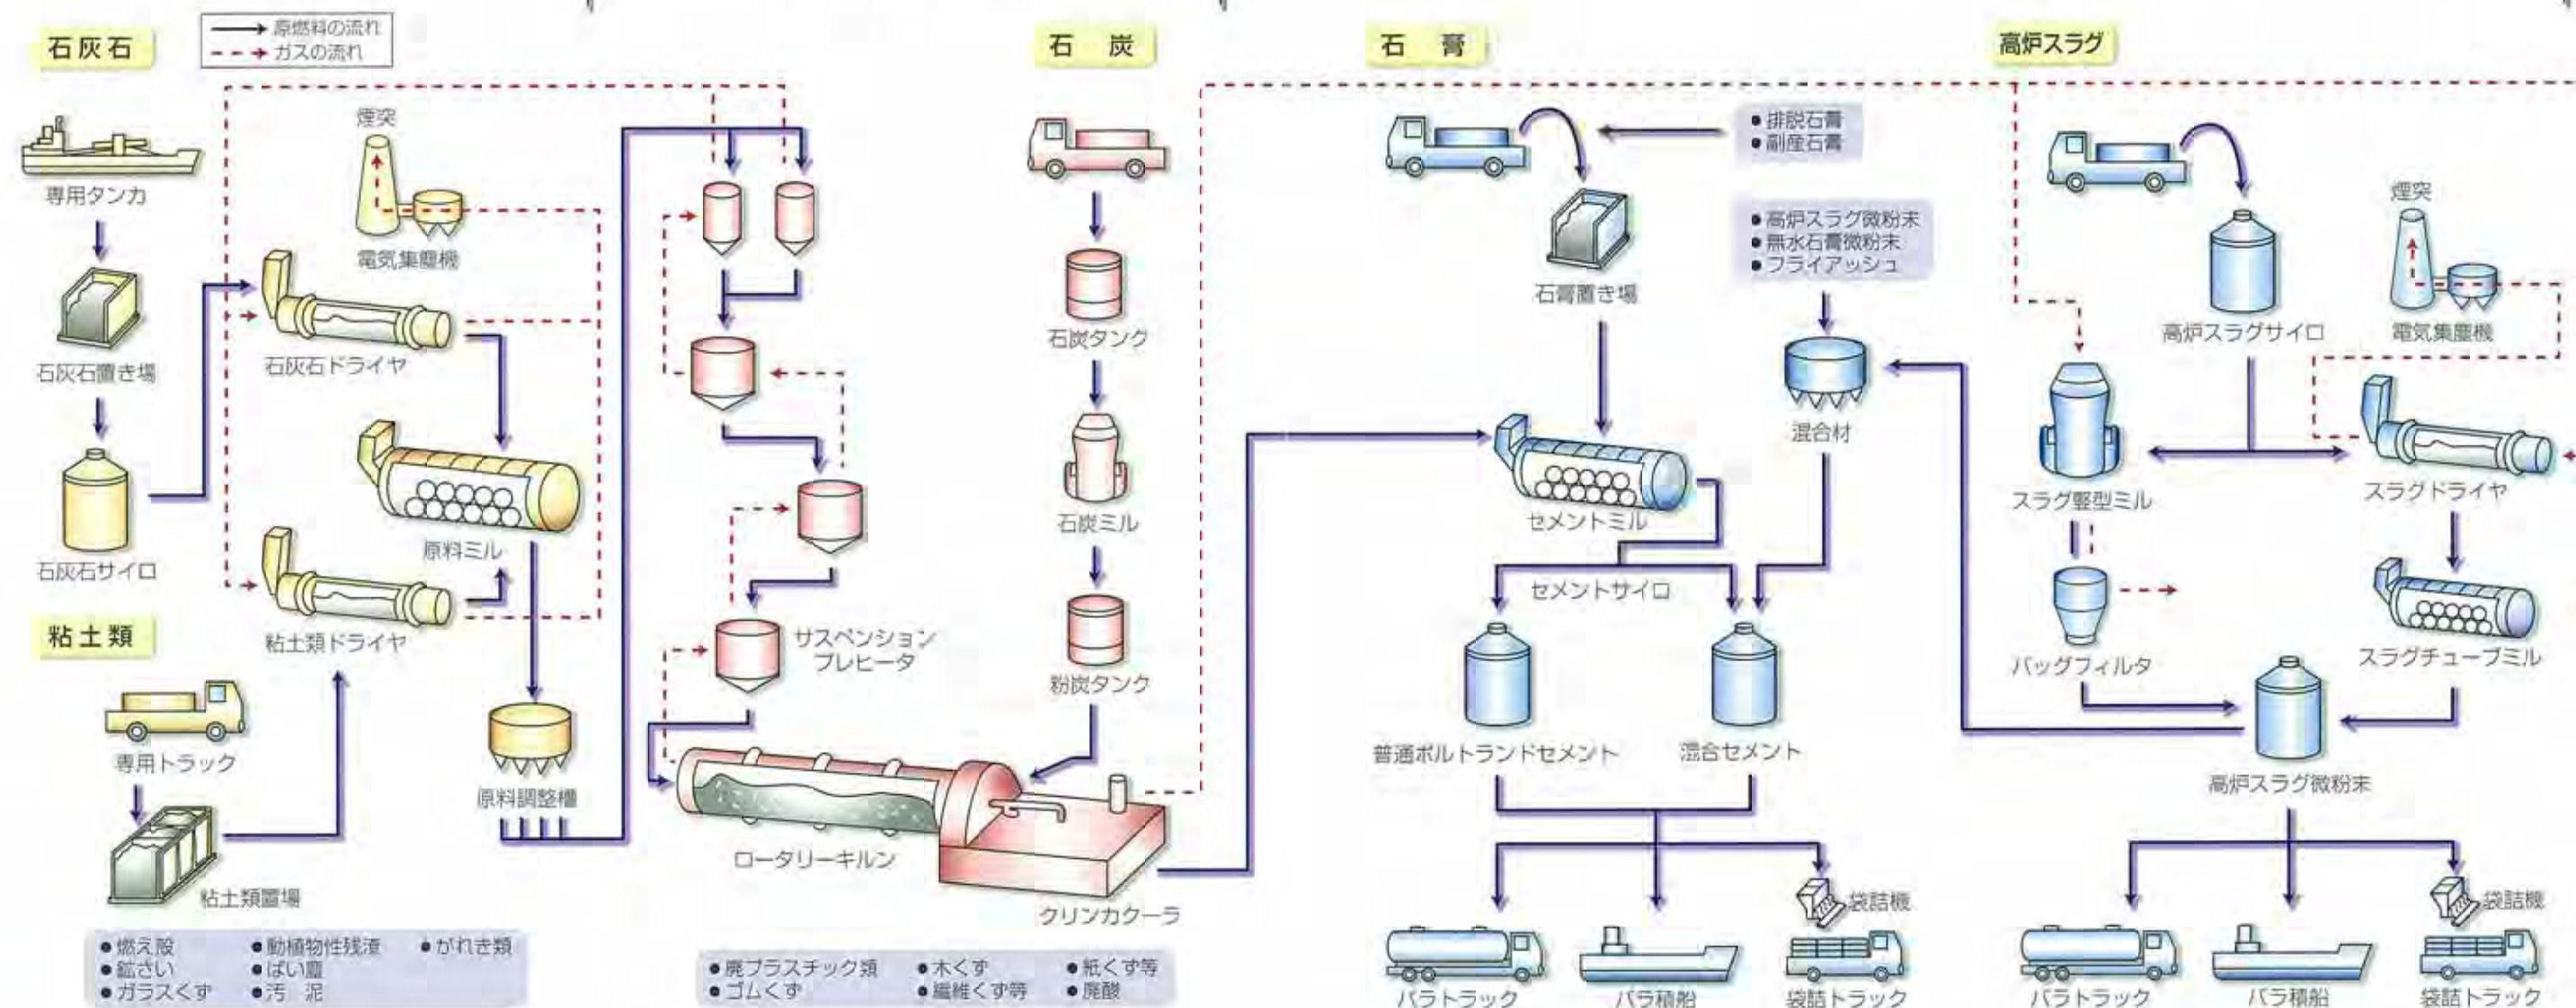 原燃料の流れ
ガスの流れ
石灰石
専用タンカ
石灰石置き場
石灰石サイロ
粘土類
専用トラック
粘土類置場
煙突
電気集塵機
石灰石ドライヤ
原料ミル
粘土類ドライヤ
原料調整槽
● 燃え殻
● 鉱さい
● ガラスくず
● 動植物性残渣
● ばい塵
● 汚　泥
● がれき類
サスペンション
プレヒータ
ロータリーキルン
石　炭
石炭タンク
石炭ミル
粉炭タンク
クリンカクーラ
● 廃プラスチック類
● ゴムくず
● 木くず
● 繊維くず等
● 紙くず等
● 廃酸
石　膏
● 排脱石膏
● 副産石膏
石膏置き場
● 高炉スラグ微粉末
● 無水石膏微粉末
● フライアッシュ
混合材
セメントミル
セメントサイロ
普通ポルトランドセメント
混合セメント
袋詰機
バラトラック
バラ積船
袋詰トラック
高炉スラグ
高炉スラグサイロ
煙突
電気集塵機
スラグ竪型ミル
スラグドライヤ
バッグフィルタ
スラグチューブミル
高炉スラグ微粉末
袋詰機
バラトラック
バラ積船
袋詰トラック